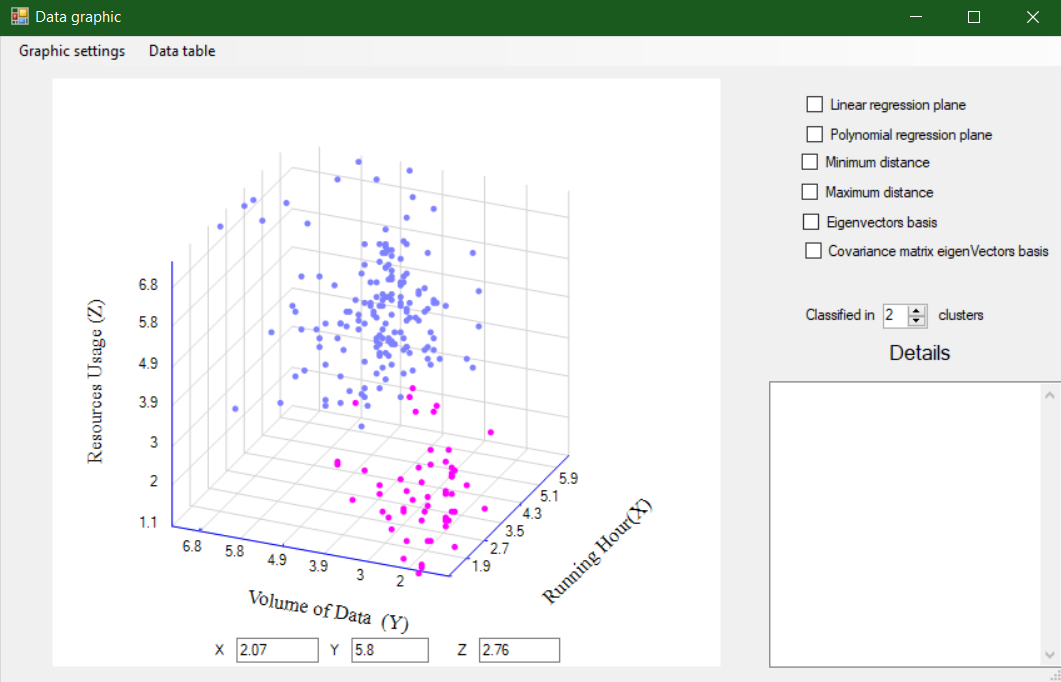 Data graphic
Graphic settings Data table
Linear regression plane
Polynomial regression plane
Minimum distance
Maximum distance
Eigenvectors basis
Covariance matrix eigenVectors basis
Classified in 2 clusters
Details
Resources Usage (Z)
6.8
5.8
4.9
3.9
3
2
1.1
6.8
5.8
4.9
3.9
3
2
Volume of Data (Y)
5.9
5.1
4.3
3.5
2.7
1.9
Running Hour(X)
X 2.07 Y 5.8 Z 2.76